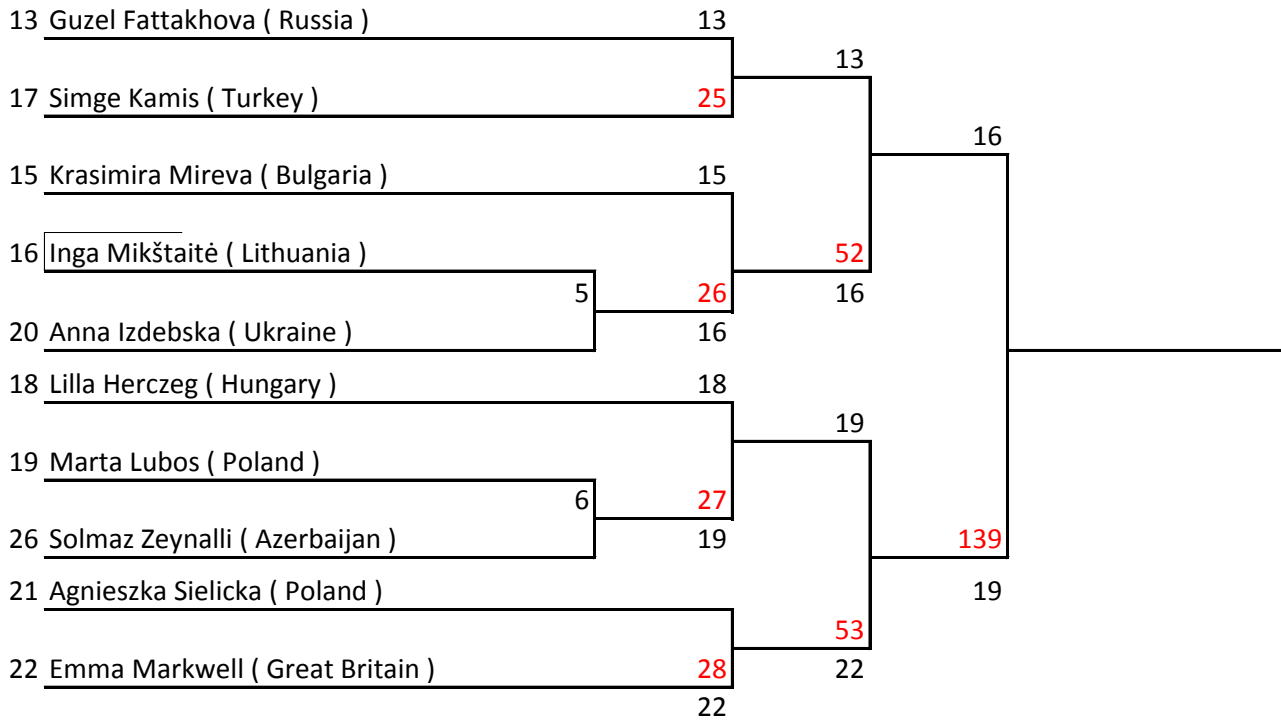 13 Guzel Fattakhova ( Russia ) 13
13
17 Simge Kamis ( Turkey ) 25
16
15 Krasimira Mireva ( Bulgaria ) 15
16 Inga Mikštaitė ( Lithuania ) 52
5 26 16
20 Anna Izdebska ( Ukraine ) 16
18 Lilla Herczeg ( Hungary ) 18
19
19 Marta Lubos ( Poland )
6 27
26 Solmaz Zeynalli ( Azerbaijan ) 19 139
21 Agnieszka Sielicka ( Poland ) 19
53
22 Emma Markwell ( Great Britain ) 28 22
22